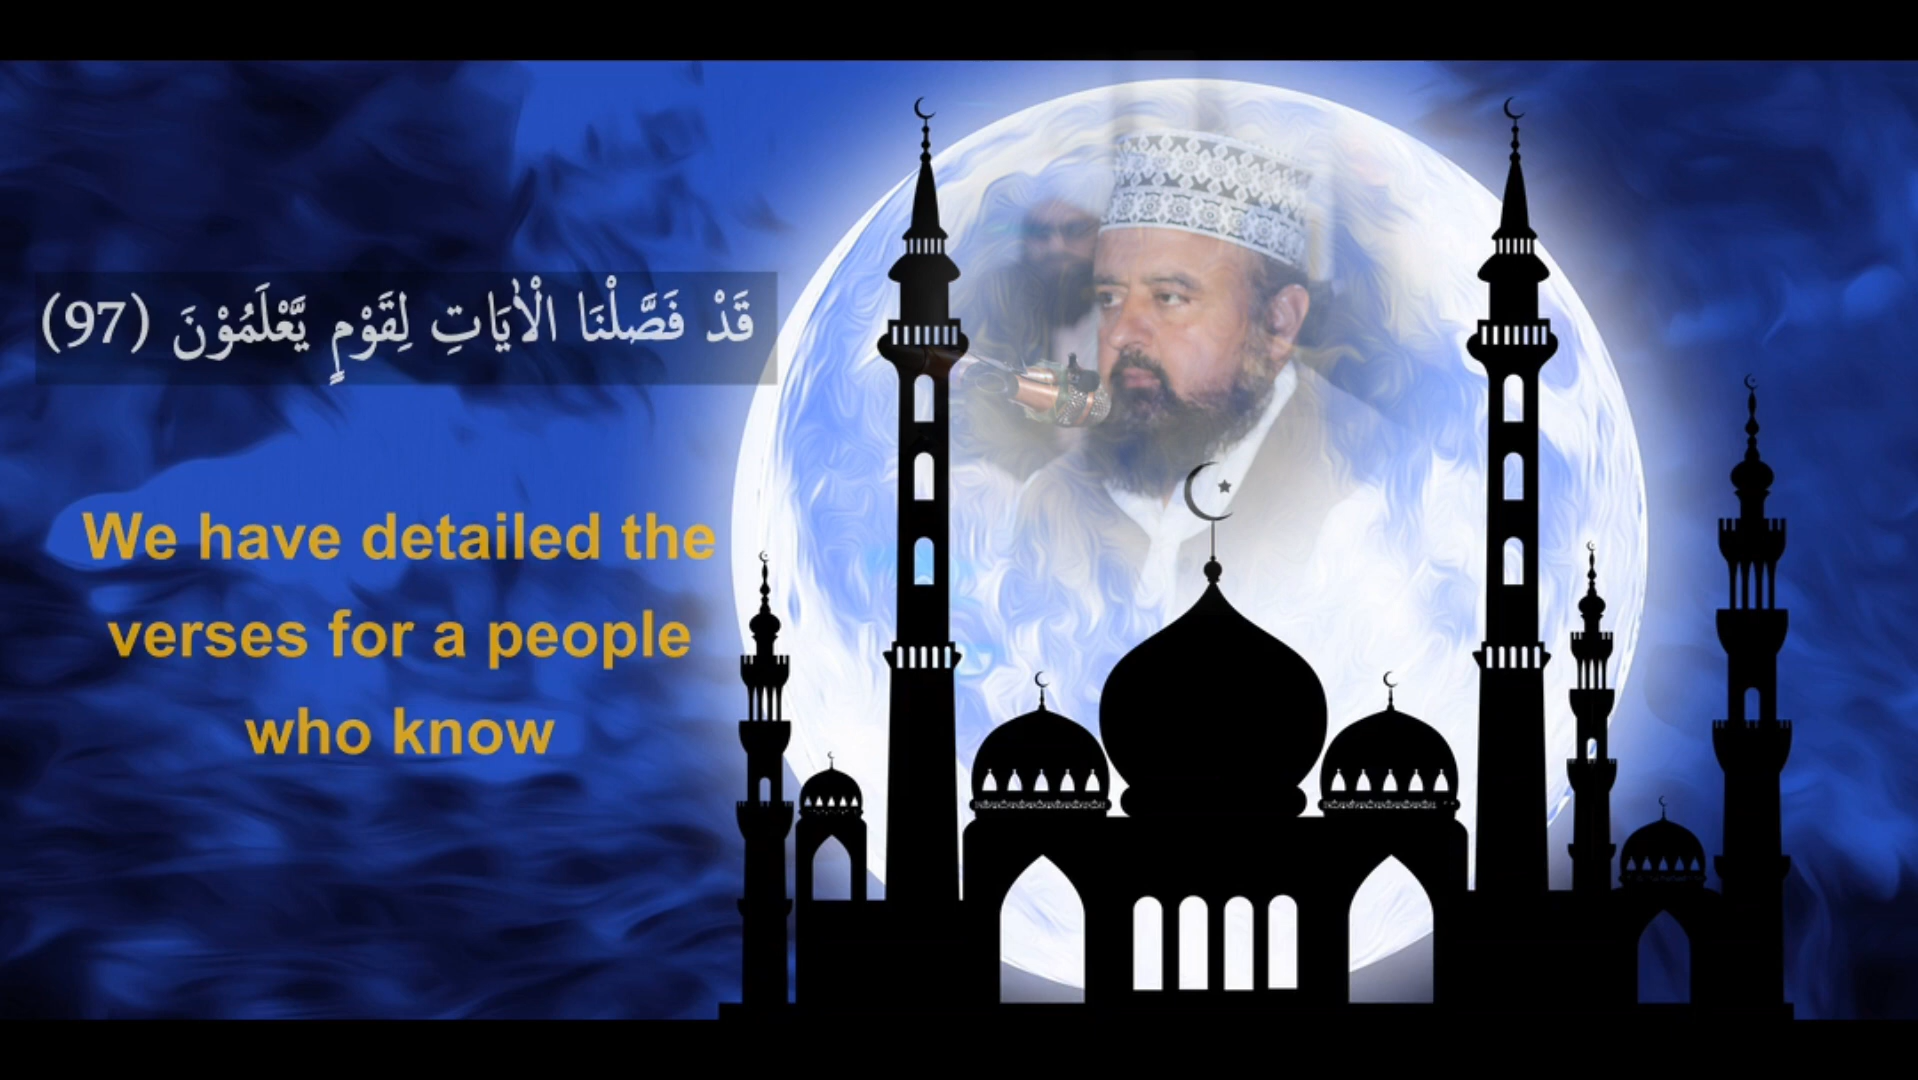 قَدْ فَصَّلْنَا الْاٰيَاتِ لِقَوْمٍ يَّعْلَمُوْنَ (97)
We have detailed the
verses for a people
who know